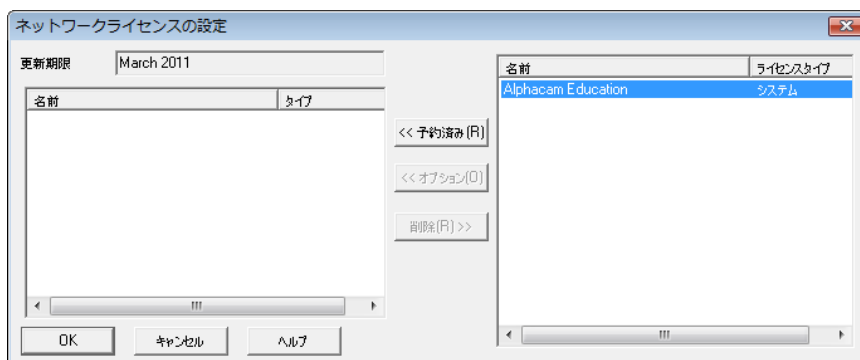 ネットワークライセンスの設定
更新期限 March 2011
名前 タイプ
<< 予約済み(R)
<< オプション(O)
削除(R) >>
OK キャンセル ヘルプ
名前 ライセンスタイプ
Alphacam Education システム